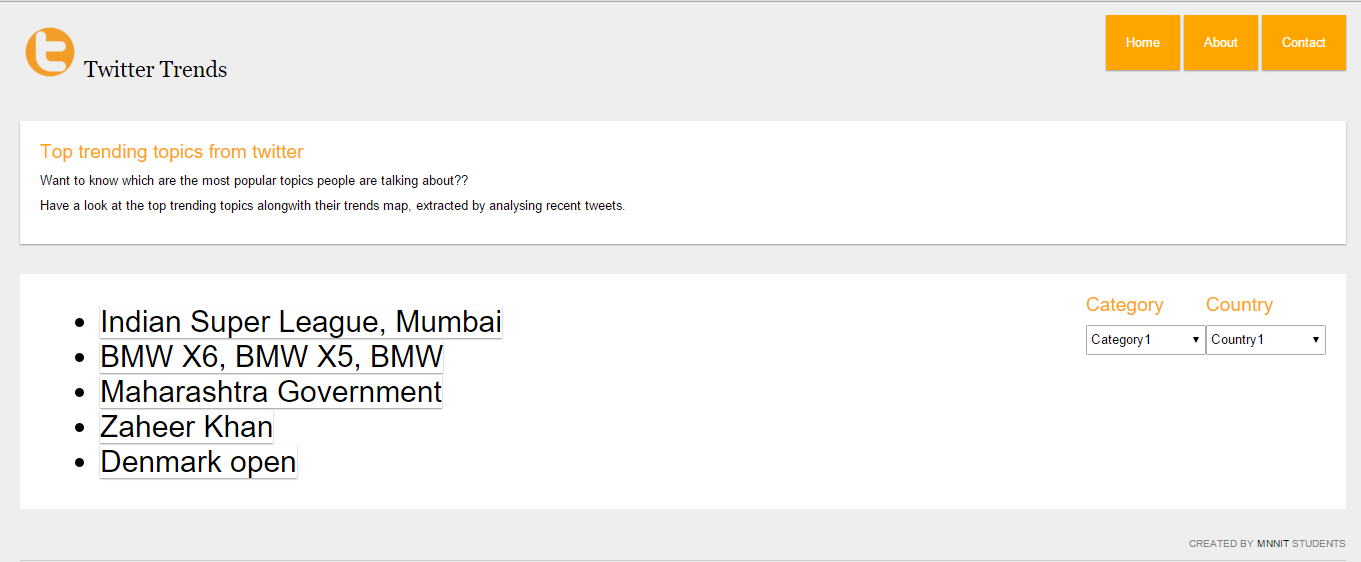 Twitter Trends
Home
About
Contact
Top trending topics from twitter
Want to know which are the most popular topics people are talking about??
Have a look at the top trending topics alongwith their trends map, extracted by analysing recent tweets.
Indian Super League, Mumbai
BMW X6, BMW X5, BMW
Maharashtra Government
Zaheer Khan
Denmark open
Category
Country
Category1
Country1
CREATED BY MNNIT STUDENTS